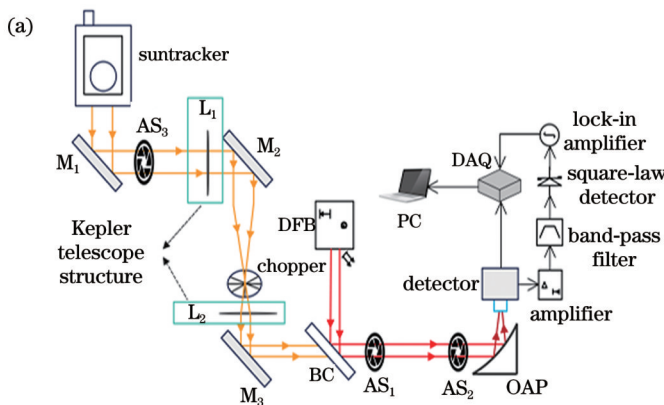 (a)
suntracker
L₁
AS₃
M₂
M₁
lock-in
amplifier
DAQ
square-law
detector
PC
DFB
Kepler
telescope
structure
band-pass
filter
chopper
detector
L₂
amplifier
BC
AS₁
AS₂
OAP
M₃